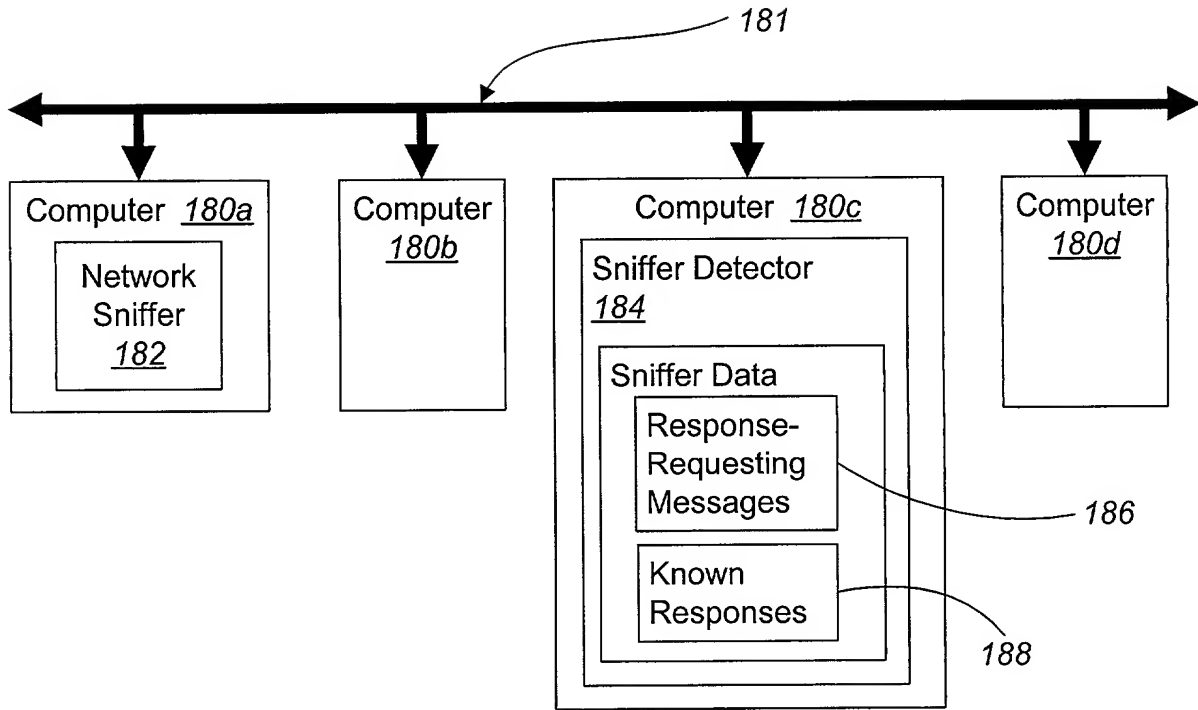 181
Computer 180a
Network
Sniffer
182
Computer
180b
Computer 180c
Sniffer Detector
184
Sniffer Data
Response-
Requesting
Messages
Known
Responses
186
188
Computer
180d